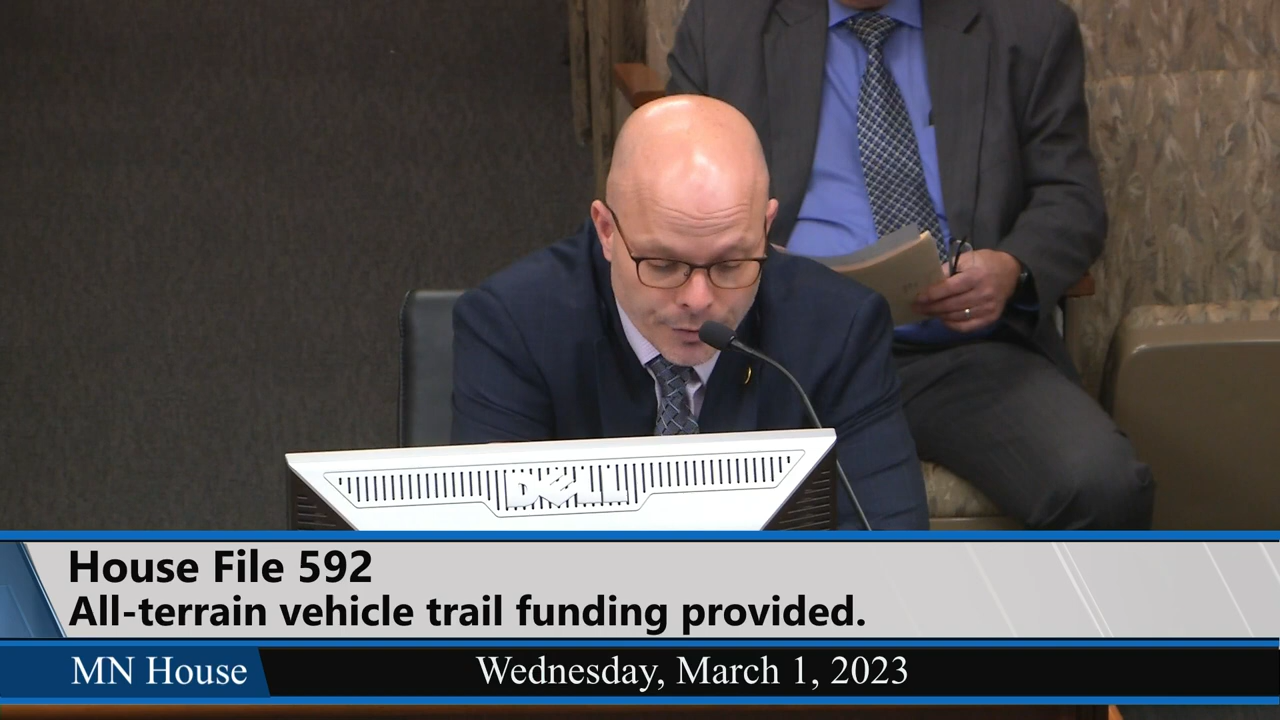 DELL
House File 592
All-terrain vehicle trail funding provided.
MN House
Wednesday, March 1, 2023